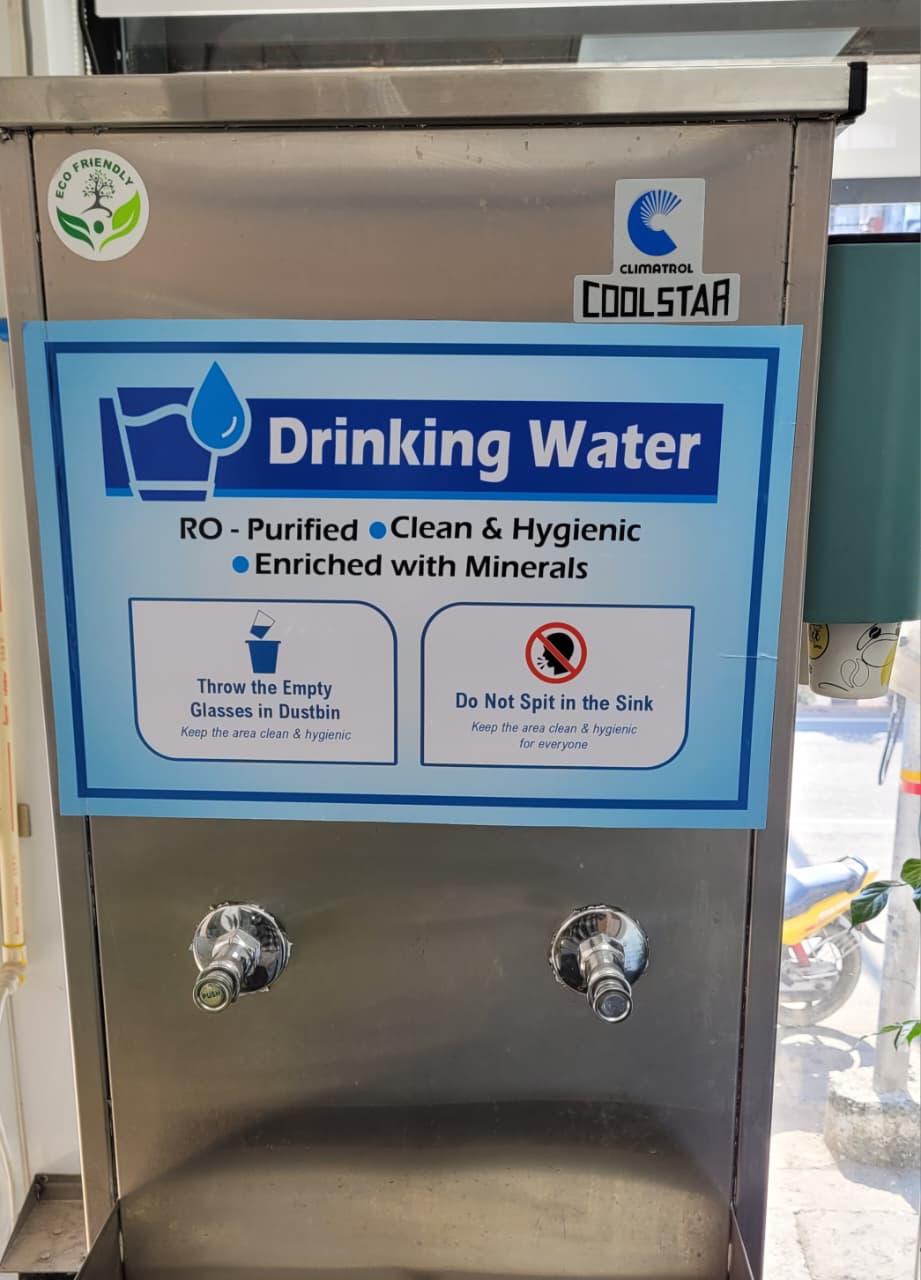 ECO FRIENDLY
CLIMATROL
COOLSTAR
Drinking Water
RO - Purified ● Clean & Hygienic
● Enriched with Minerals
Throw the Empty
Glasses in Dustbin
Keep the area clean & hygienic
Do Not Spit in the Sink
Keep the area clean & hygienic
for everyone
PUSH